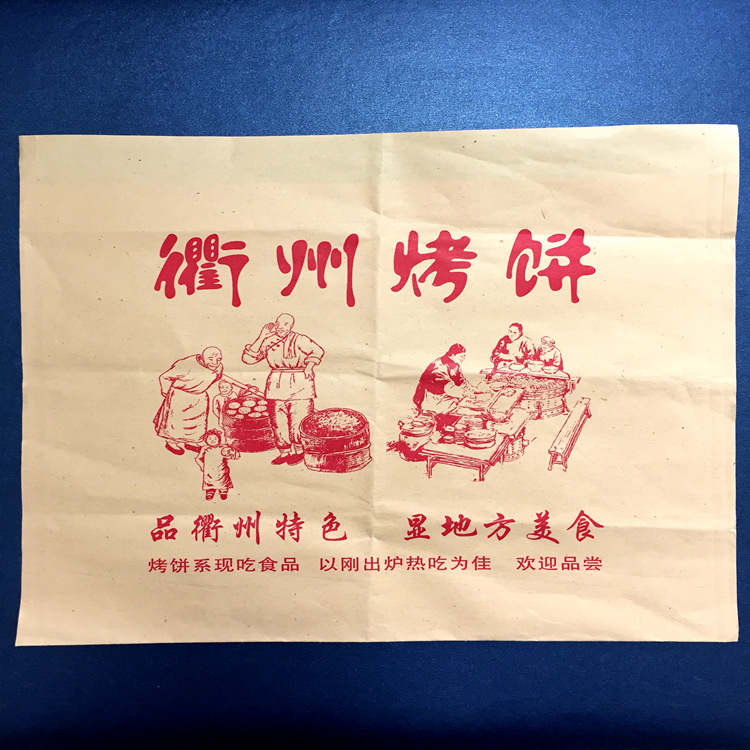 衢州烤饼
品衢州特色 显地方美食
烤饼系现吃食品 以刚出炉热吃为佳 欢迎品尝